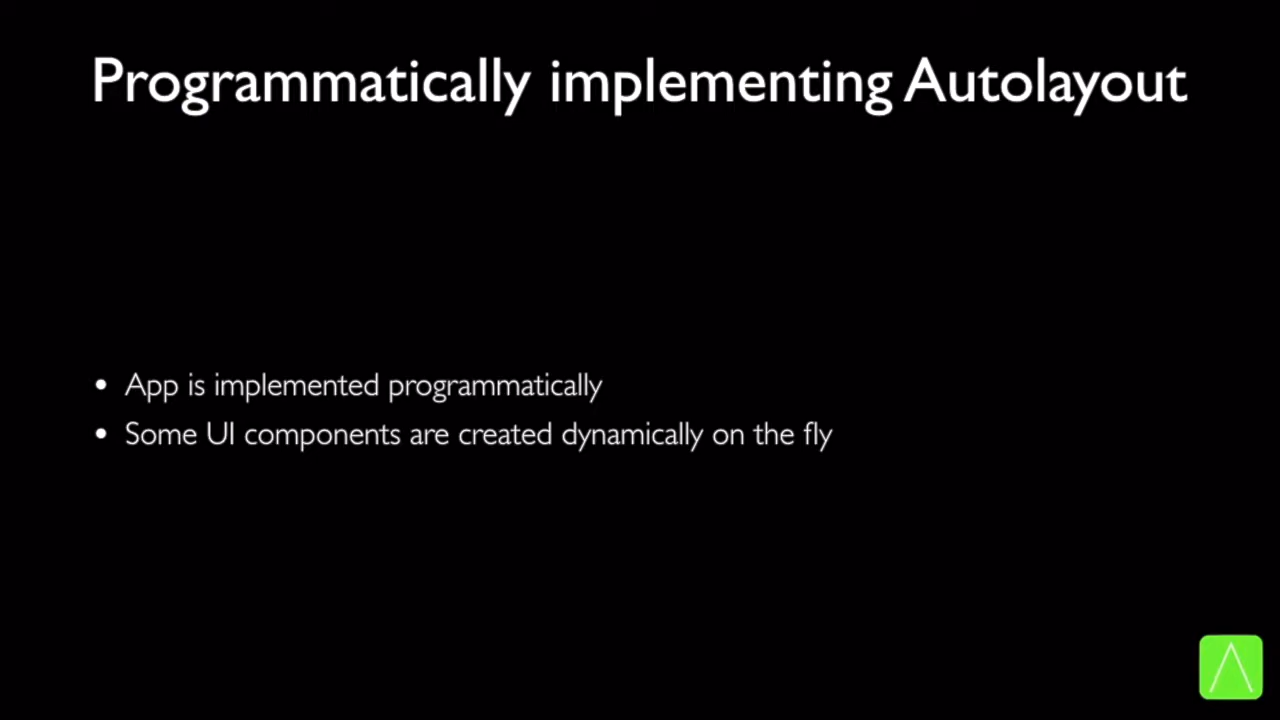 Programmatically implementing Autolayout
• App is implemented programmatically
• Some UI components are created dynamically on the fly